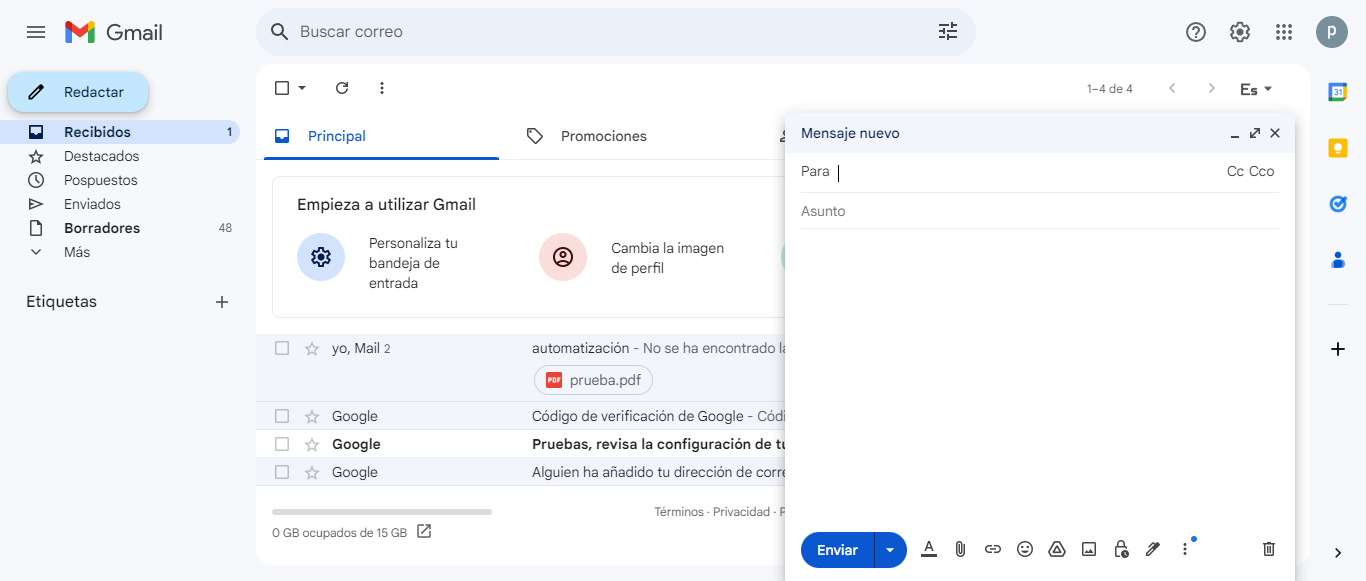 Gmail
Buscar correo
P
Redactar
Recibidos 1
Destacados
Pospuestos
Enviados
Borradores 48
Más
Etiquetas
1–4 de 4
Es
Principal
Promociones
Empieza a utilizar Gmail
Personaliza tu
bandeja de
entrada
Cambia la imagen
de perfil
yo, Mail 2 automatización - No se ha encontrado la
PDF prueba.pdf
Google Código de verificación de Google - Códi
Google Pruebas, revisa la configuración de tu
Google Alguien ha añadido tu dirección de corre
0 GB ocupados de 15 GB
Términos · Privacidad · P
Mensaje nuevo
Para Cc Cco
Asunto
Enviar
31